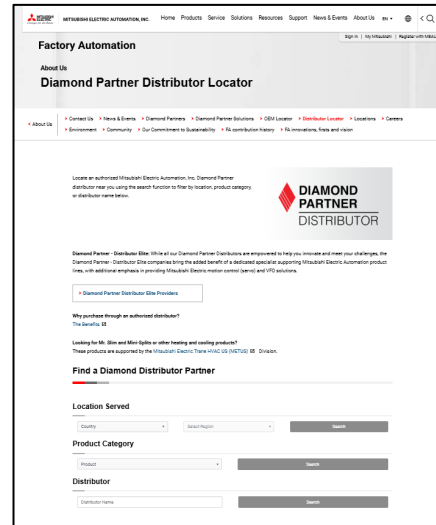 MITSUBISHI ELECTRIC
MITSUBISHI ELECTRIC AUTOMATION, INC. Home Products Service Solutions Resources Support News & Events About Us EN
Sign in | My Mitsubishi | Register with MEAU
Factory Automation
About Us
Diamond Partner Distributor Locator
About Us
Contact Us News & Events Diamond Partners Diamond Partner Solutions OEM Locator Distributor Locator Locations Careers
Environment Community Our Commitment to Sustainability FA contribution history FA innovations, firsts and vision
Locate an authorized Mitsubishi Electric Automation, Inc. Diamond Partner
distributor near you using the search function to filter by location, product category,
or distributor name below.
DIAMOND
PARTNER
DISTRIBUTOR
Diamond Partner - Distributor Elite: While all our Diamond Partner Distributors are empowered to help you innovate and meet your challenges, the
Diamond Partner - Distributor Elite companies bring the added benefit of a dedicated specialist supporting Mitsubishi Electric Automation product
lines, with additional emphasis in providing Mitsubishi Electric motion control (servo) and VFD solutions.
Diamond Partner Distributor Elite Providers
Why purchase through an authorized distributor?
The Benefits
Looking for Mr. Slim and Mini-Splits or other heating and cooling products?
These products are supported by the Mitsubishi Electric Trane HVAC US (METUS) Division.
Find a Diamond Distributor Partner
Location Served
Country Select Region Search
Product Category
Product Search
Distributor
Distributor Name Search